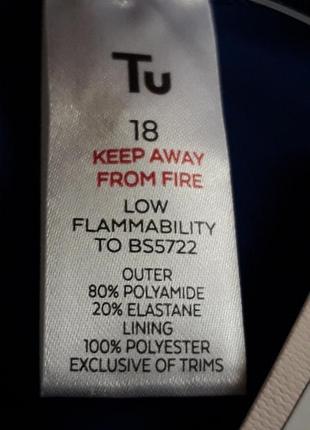 Tu
18
KEEP AWAY
FROM FIRE
LOW
FLAMMABILITY
TO BS5722
OUTER
80% POLYAMIDE
20% ELASTANE
LINING
100% POLYESTER
EXCLUSIVE OF TRIMS